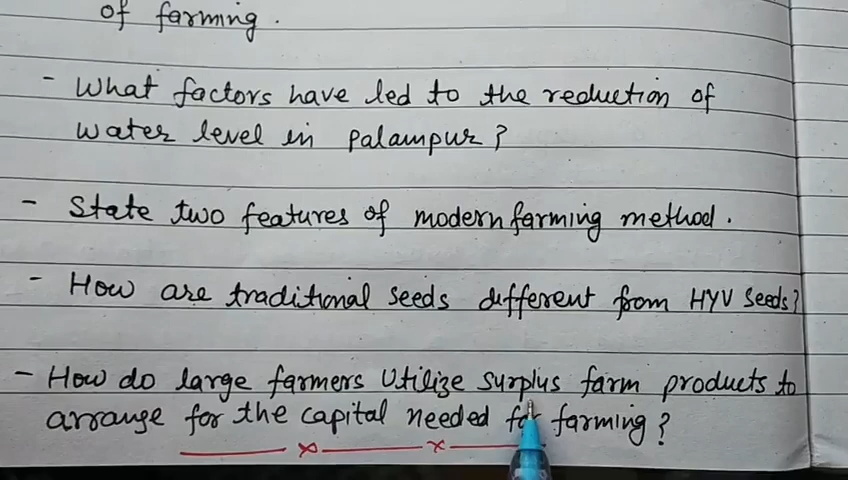 of farming.
- What factors have led to the reduction of
water level in palampur?
- State two features of modern farming method.
- How are traditional seeds different from HYV seeds?
- How do large farmers utilize surplus farm products to
arrange for the capital needed for farming?